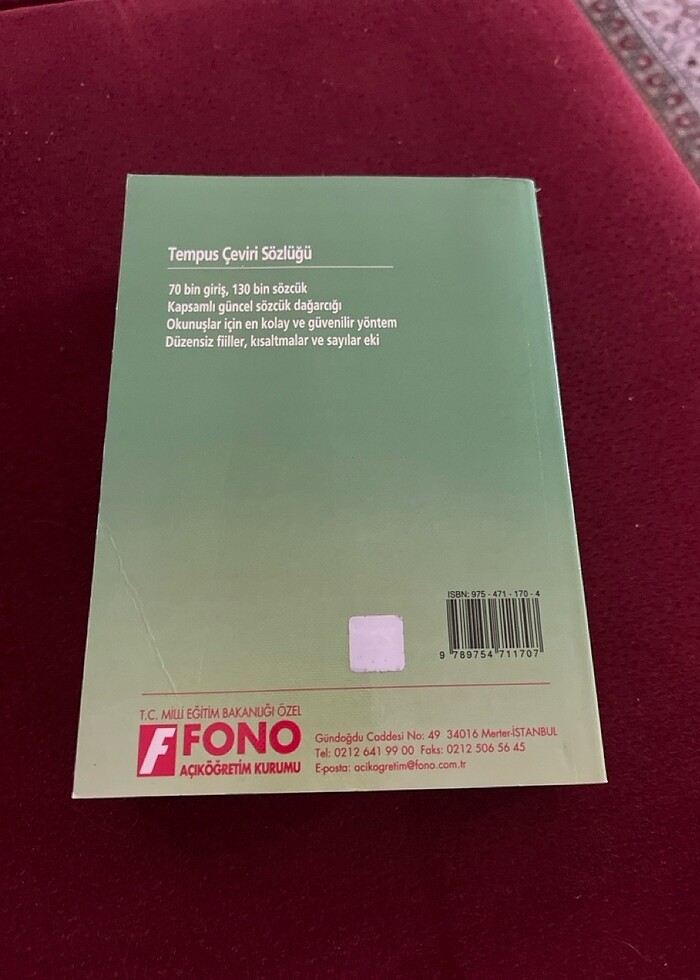 Tempus Çeviri Sözlüğü
70 bin giriş, 130 bin sözcük
Kapsamlı güncel sözcük dağarcığı
Okunuşlar için en kolay ve güvenilir yöntem
Düzensiz fiiller, kısaltmalar ve sayılar eki
ISBN: 975 - 471 - 170 - 4
9 789754 711707
T.C. MİLLİ EĞİTİM BAKANLIĞI ÖZEL
F FONO
AÇIKÖĞRETİM KURUMU
Gündoğdu Caddesi No: 49 34016 Merter-İSTANBUL
Tel: 0212 641 99 00 Faks: 0212 506 56 45
E-posta: acikogretim@fono.com.tr